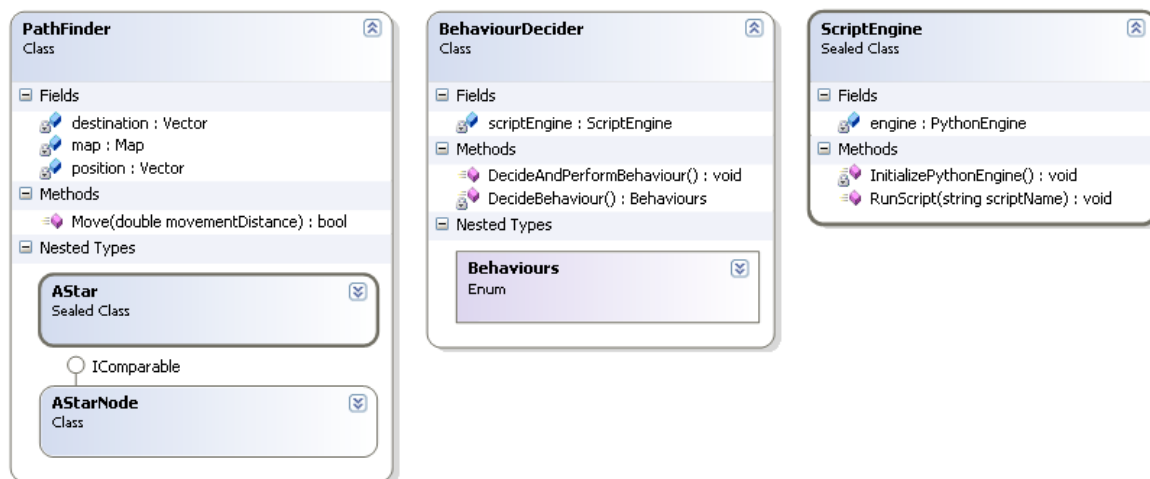 PathFinder
Class
Fields
destination : Vector
map : Map
position : Vector
Methods
Move(double movementDistance) : bool
Nested Types
AStar
Sealed Class
IComparable
AStarNode
Class
BehaviourDecider
Class
Fields
scriptEngine : ScriptEngine
Methods
DecideAndPerformBehaviour() : void
DecideBehaviour() : Behaviours
Nested Types
Behaviours
Enum
ScriptEngine
Sealed Class
Fields
engine : PythonEngine
Methods
InitializePythonEngine() : void
RunScript(string scriptName) : void